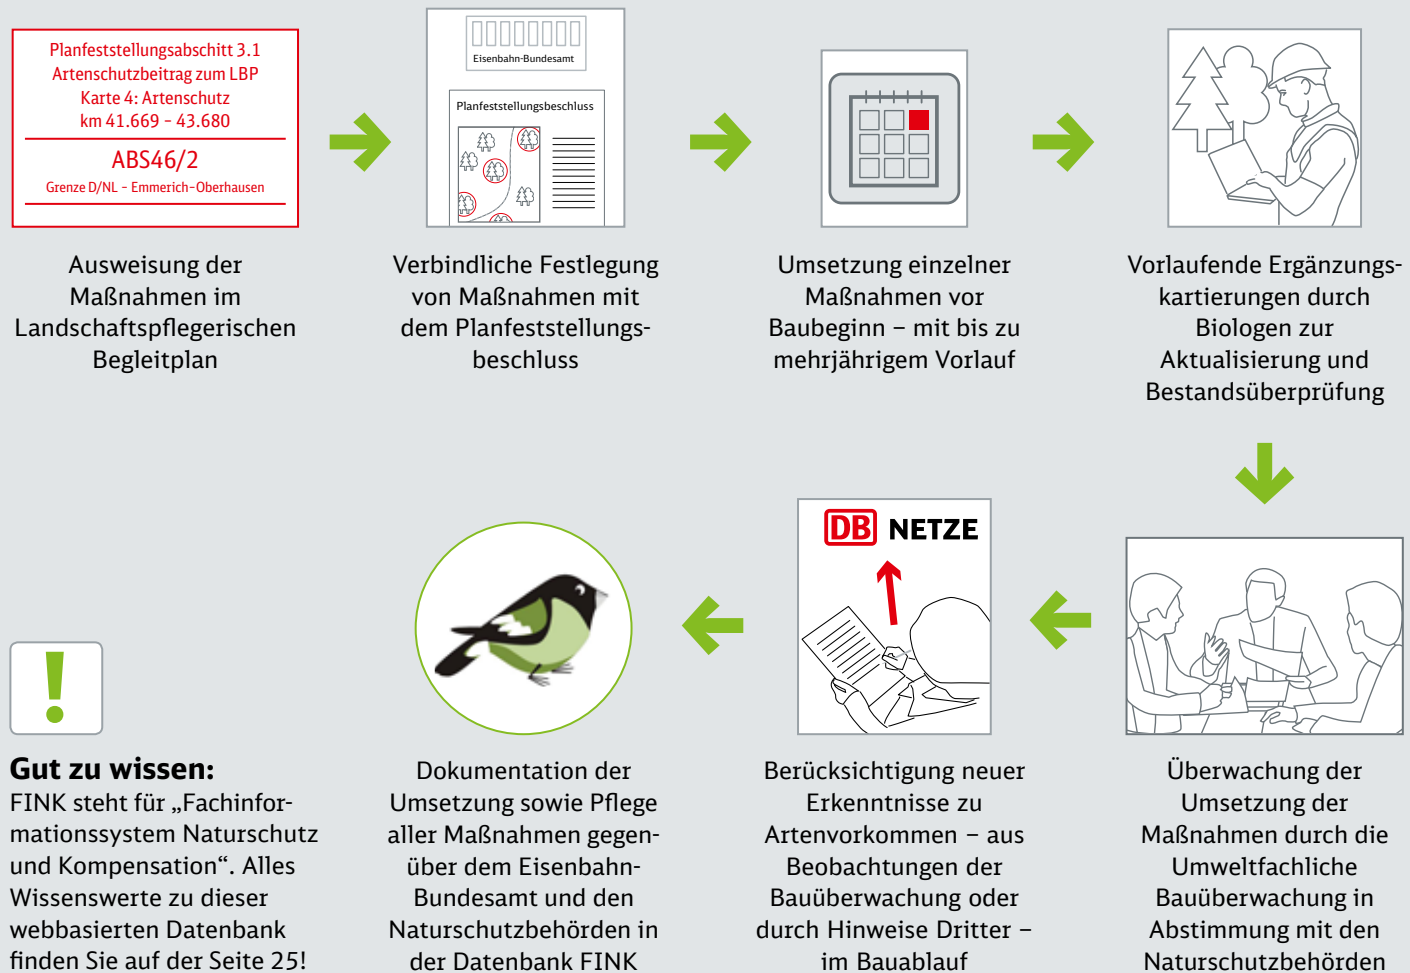 Planfeststellungsabschitt 3.1
Artenschutzbeitrag zum LBP
Karte 4: Artenschutz
km 41.669 – 43.680
ABS46/2
Grenze D/NL - Emmerich-Oberhausen
Ausweisung der
Maßnahmen im
Landschaftspflegerischen
Begleitplan
Eisenbahn-Bundesamt
Planfeststellungsbeschluss
Verbindliche Festlegung
von Maßnahmen mit
dem Planfeststellungs-
beschluss
Umsetzung einzelner
Maßnahmen vor
Baubeginn – mit bis zu
mehrjährigem Vorlauf
Vorlaufende Ergänzungs-
kartierungen durch
Biologen zur
Aktualisierung und
Bestandsüberprüfung
Überwachung der
Umsetzung der
Maßnahmen durch die
Umweltfachliche
Bauüberwachung in
Abstimmung mit den
Naturschutzbehörden
DB NETZE
Berücksichtigung neuer
Erkenntnisse zu
Artenvorkommen – aus
Beobachtungen der
Bauüberwachung oder
durch Hinweise Dritter –
im Bauablauf
Dokumentation der
Umsetzung sowie Pflege
aller Maßnahmen gegen-
über dem Eisenbahn-
Bundesamt und den
Naturschutzbehörden in
der Datenbank FINK
!
Gut zu wissen:
FINK steht für „Fachinfor-
mationssystem Naturschutz
und Kompensation“. Alles
Wissenswerte zu dieser
webbasierten Datenbank
finden Sie auf der Seite 25!